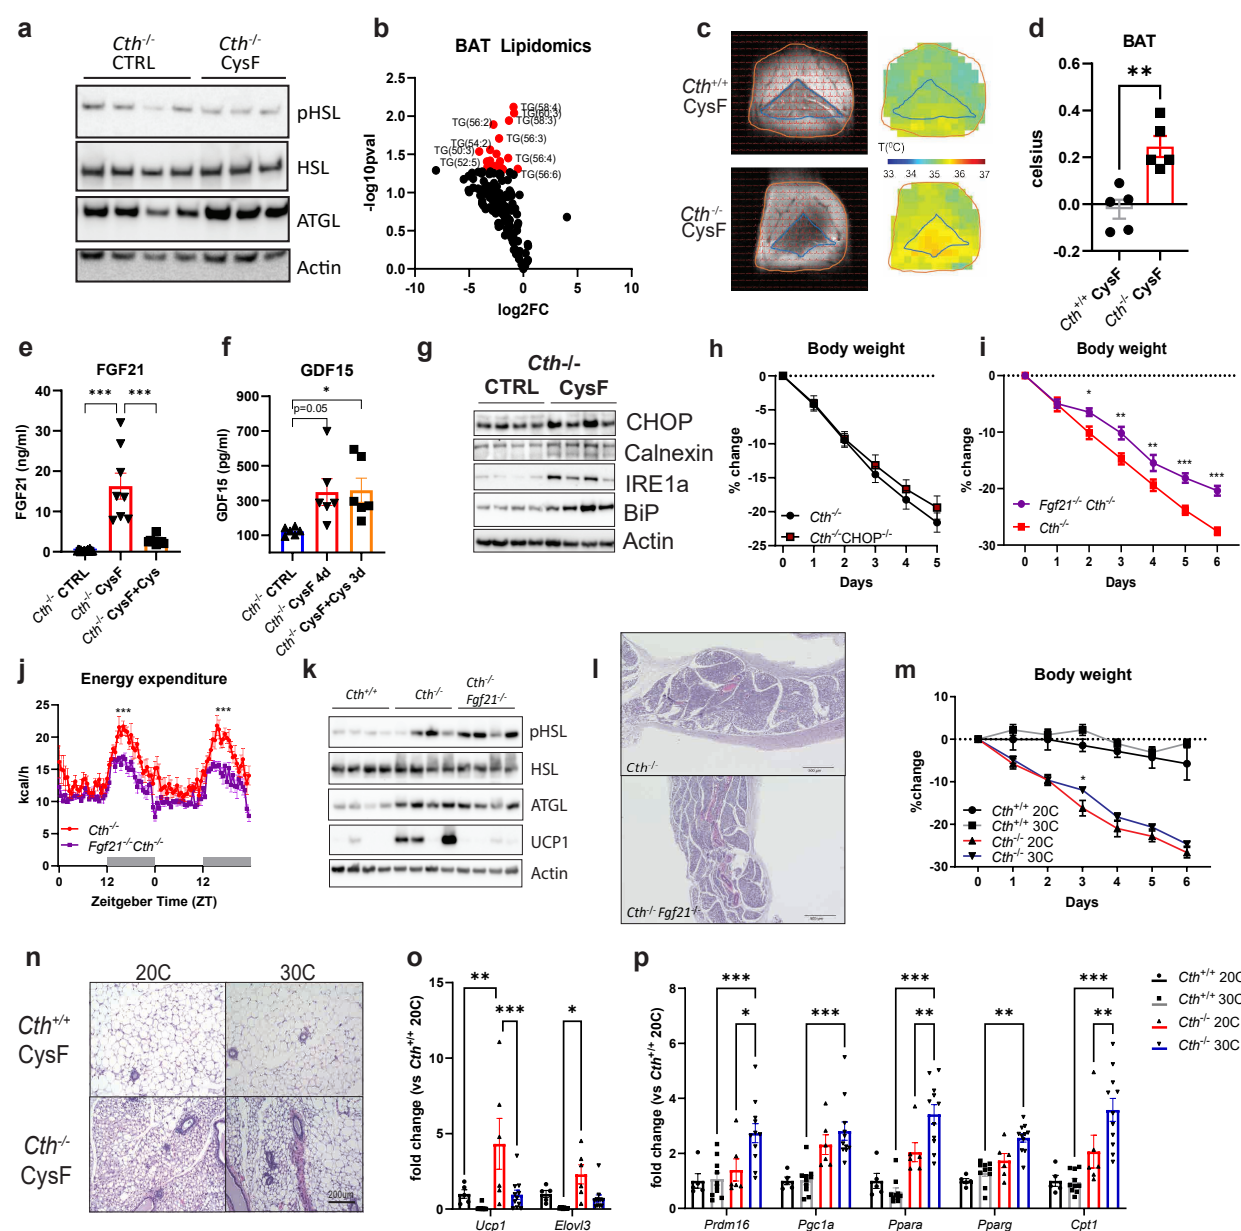 a
Cth-/-
CTRL
Cth-/-
CysF
pHSL
HSL
ATGL
Actin
b
BAT Lipidomics
-log10pval
2.5
2.0
1.5
1.0
0.5
0.0
-10
-5
0
5
10
log2FC
TG(58:4)
TG(60:3)
TG(58:3)
TG(56:2)
TG(56:3)
TG(54:2)
TG(50:3)
TG(56:4)
TG(52:5)
TG(56:6)
c
Cth+/+
CysF
T(0C)
33 34 35 36 37
Cth-/-
CysF
d
BAT
**
celsius
0.6
0.4
0.2
0.0
-0.2
Cth+/+ CysF
Cth-/- CysF
e
FGF21
*** ***
FGF21 (ng/ml)
40
30
20
10
0
Cth-/- CTRL
Cth-/- CysF
Cth-/- CysF+Cys
f
GDF15
*
p=0.05
GDF15 (pg/ml)
900
700
500
300
100
Cth-/- CTRL
Cth-/- CysF 4d
Cth-/- CysF+Cys 3d
g
Cth-/-
CTRL CysF
CHOP
Calnexin
IRE1a
BiP
Actin
h
Body weight
% change
0
-5
-10
-15
-20
-25
Cth-/-
Cth-/-CHOP-/-
0 1 2 3 4 5
Days
i
Body weight
% change
0
-10
-20
-30
* ** ** *** ***
Fgf21-/- Cth-/-
Cth-/-
0 1 2 3 4 5 6
Days
j
Energy expenditure
kcal/h
25
20
15
10
5
0
*** ***
Cth-/-
Fgf21-/-Cth-/-
0 12 0 12
Zeitgeber Time (ZT)
k
Cth+/+
Cth-/-
Cth-/-
Fgf21-/-
pHSL
HSL
ATGL
UCP1
Actin
l
Cth-/-
Cth-/- Fgf21-/-
m
Body weight
%change
10
0
-10
-20
-30
*
Cth+/+ 20C
Cth+/+ 30C
Cth-/- 20C
Cth-/- 30C
0 1 2 3 4 5 6
Days
n
20C 30C
Cth+/+
CysF
Cth-/-
CysF
200um
o
fold change (vs Cth+/+ 20C)
15
10
5
0
** *** *
Ucp1 Elovl3
p
fold change (vs Cth+/+ 20C)
8
6
4
2
0
*** * *** *** ** ** *** **
Prdm16 Pgc1a Ppara Pparg Cpt1
Cth+/+ 20C
Cth+/+ 30C
Cth-/- 20C
Cth-/- 30C